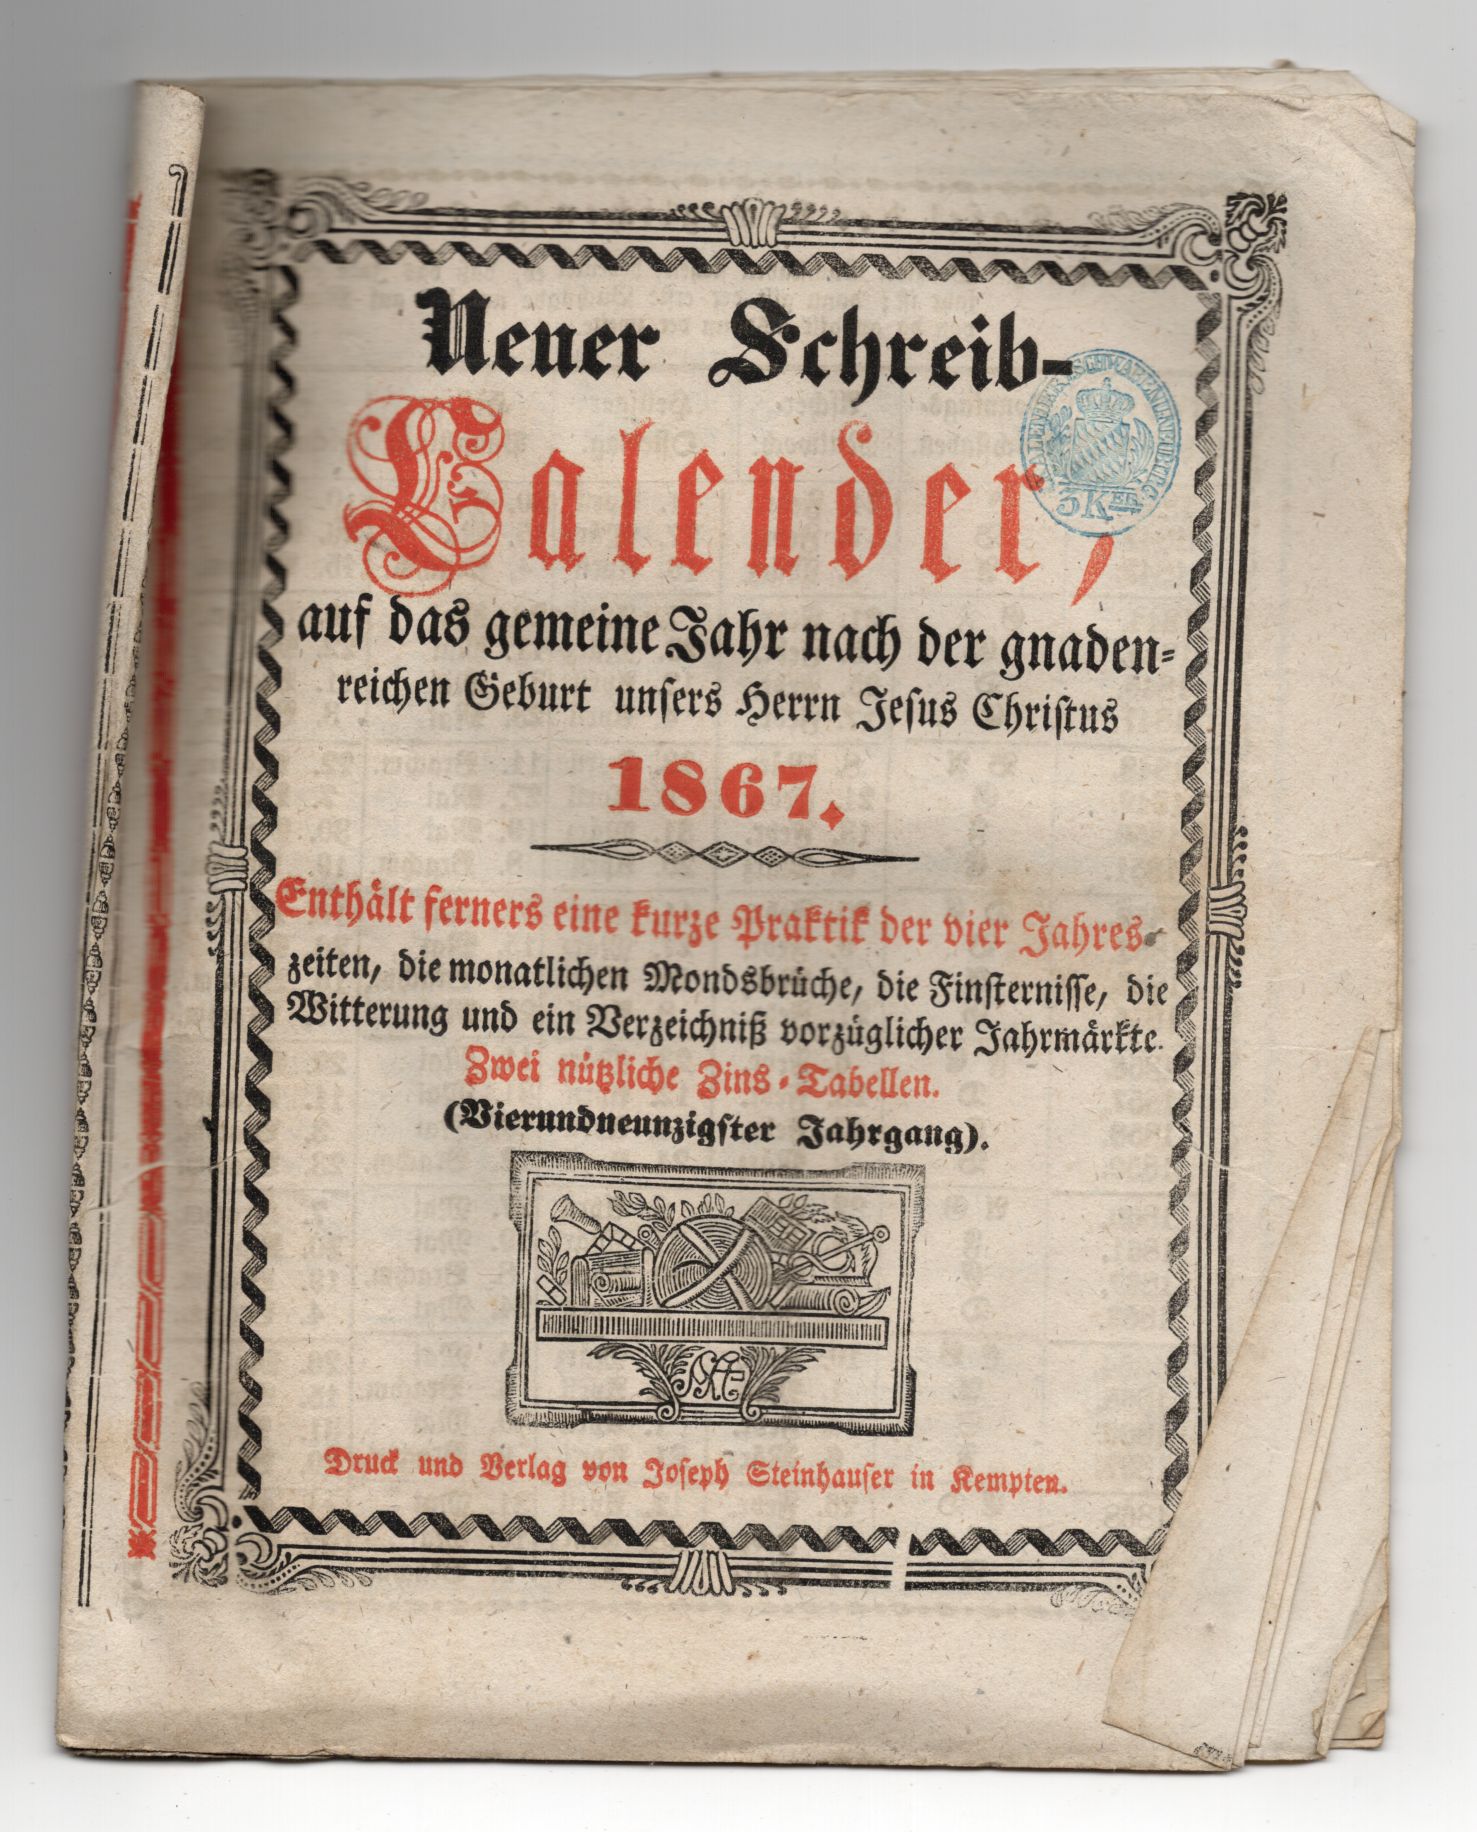 Neuer Schreib-
Calender,
auf das gemeine Jahr nach der gnaden-
reichen Geburt unsers Herrn Jesus Christus
1867.
Enthält ferners eine kurze Praktik der vier Jahres-
zeiten, die monatlichen Mondsbrüche, die Finsternisse, die
Witterung und ein Verzeichniß vorzüglicher Jahrmärkte.
Zwei nützliche Zins-Tabellen.
(Vierundneunzigster Jahrgang).
Druck und Verlag von Joseph Steinhauser in Kempten.
3 Ker